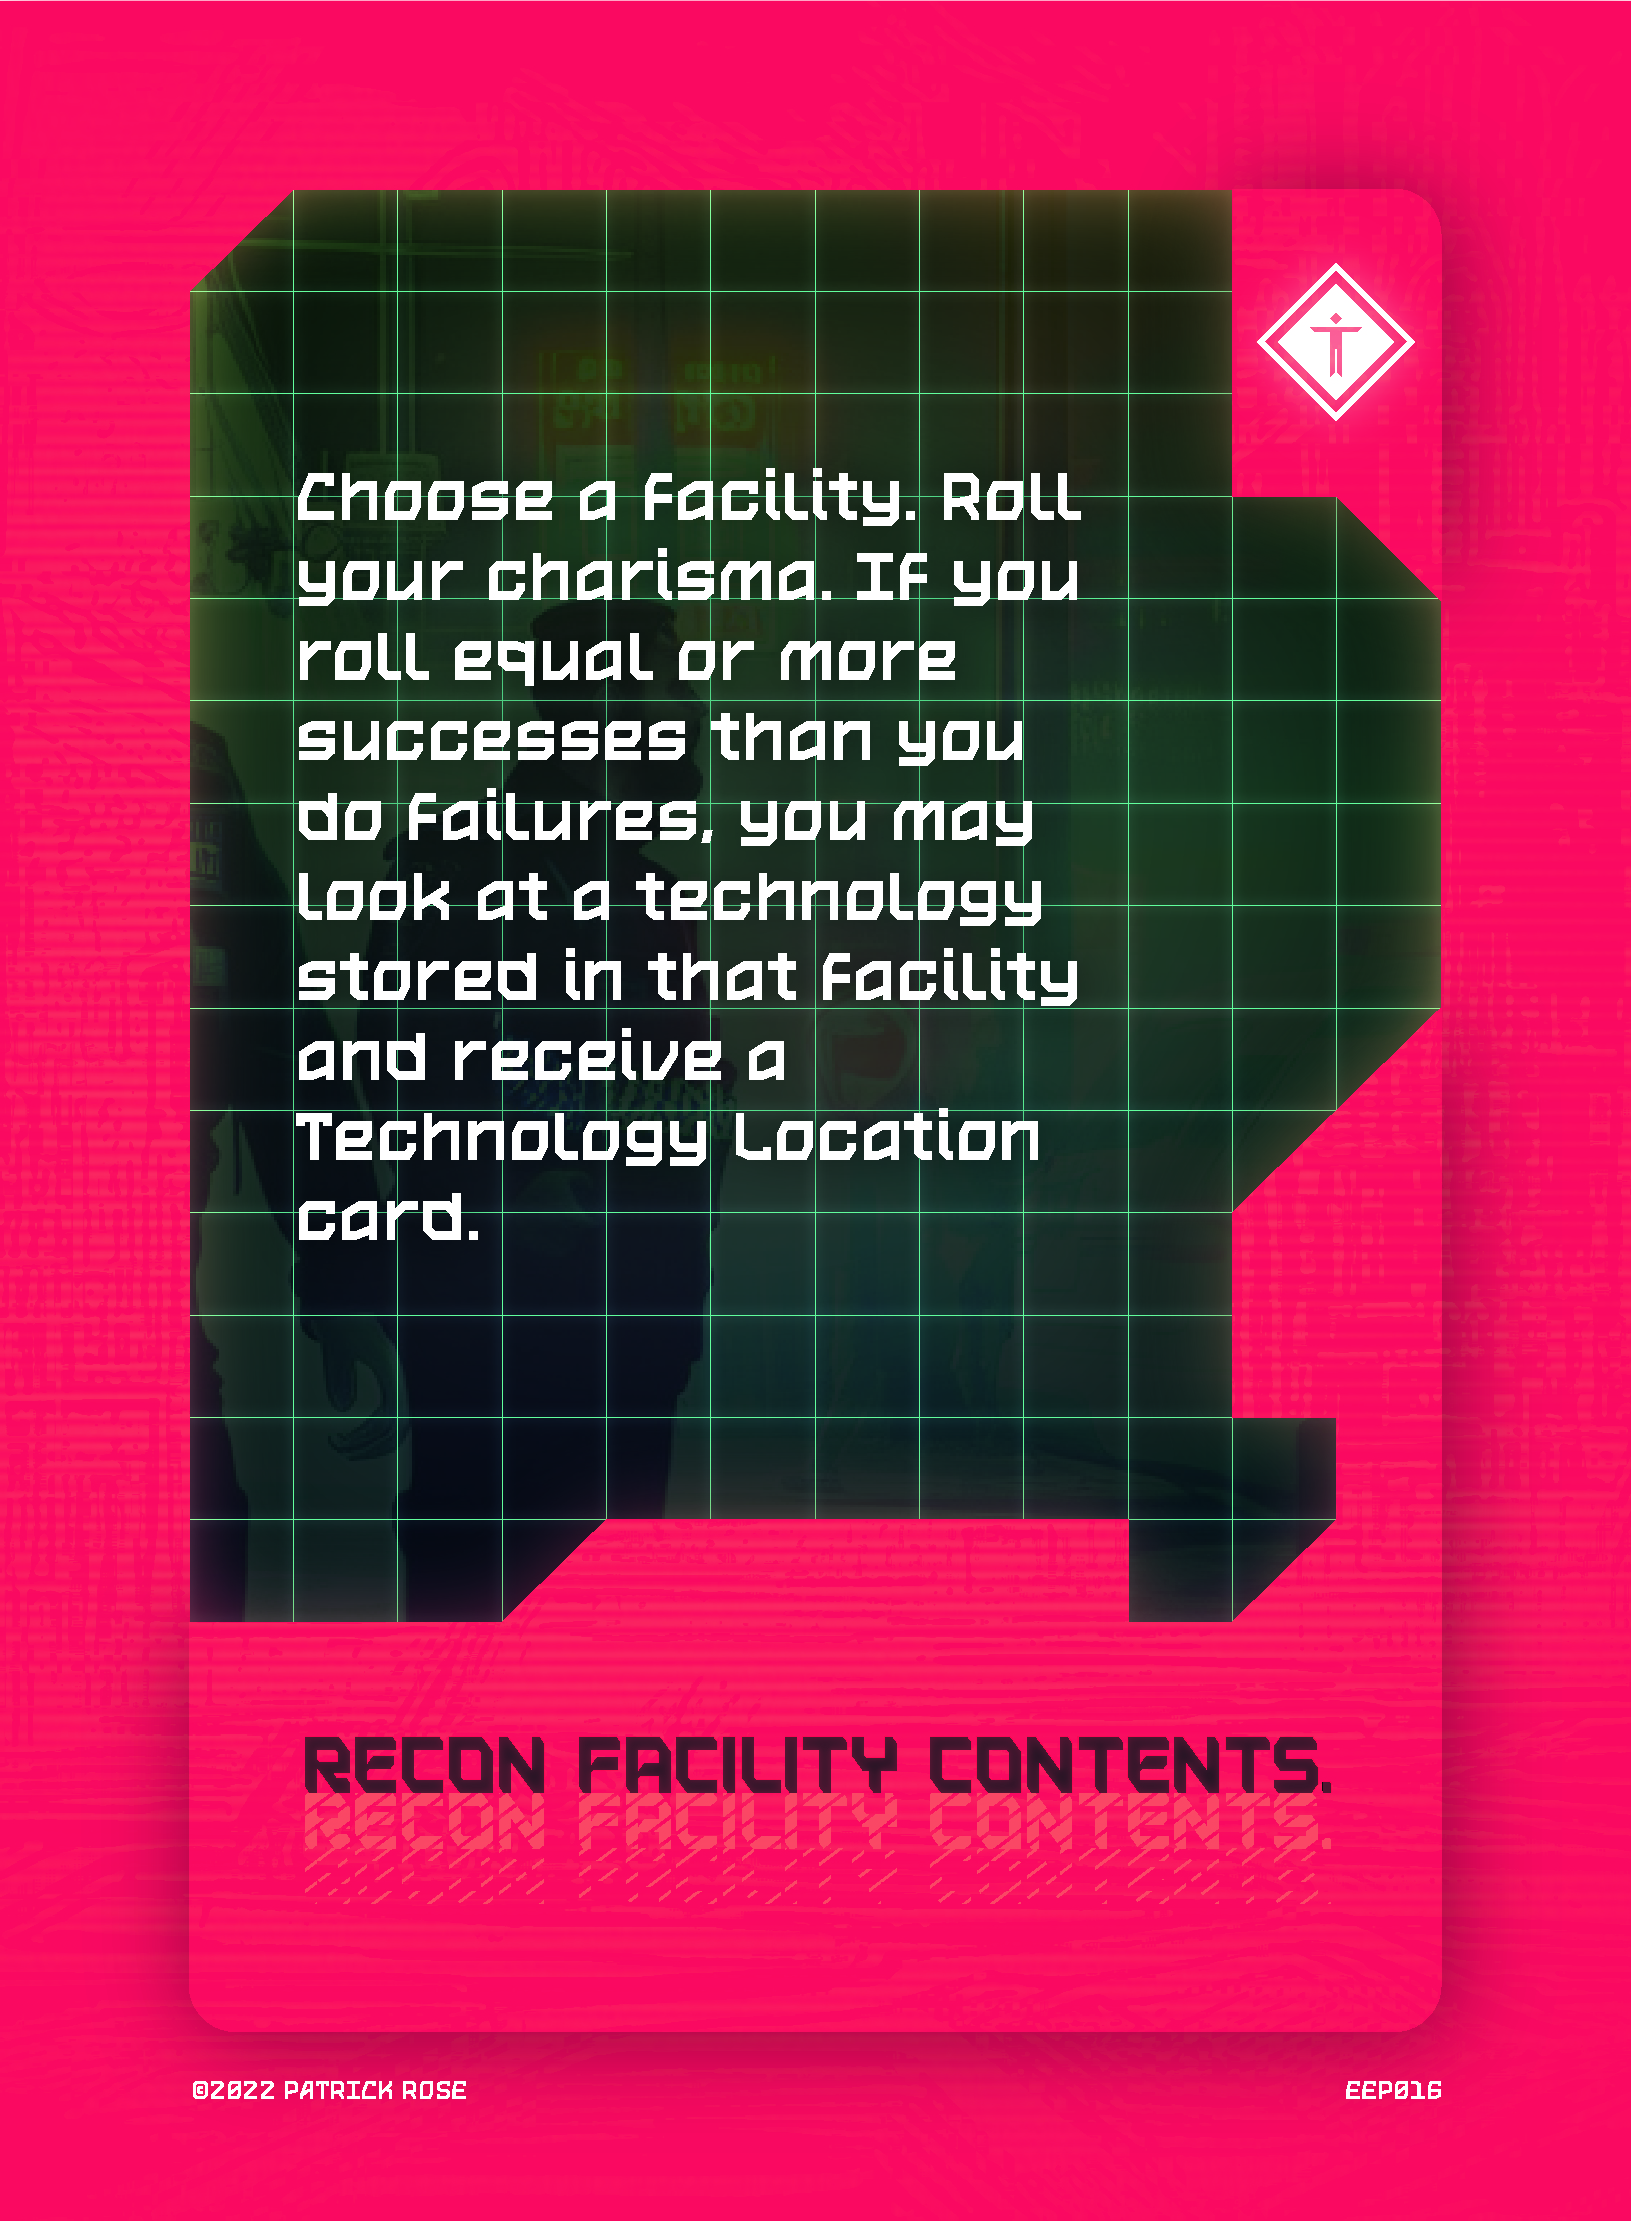 Choose a facility. Roll
your charisma. If you
roll equal or more
successes than you
do failures, you may
look at a technology
stored in that facility
and receive a
Technology Location
card.
RECON FACILITY CONTENTS.
RECON FACILITY CONTENTS.
©2022 PATRICK ROSE
EEP016